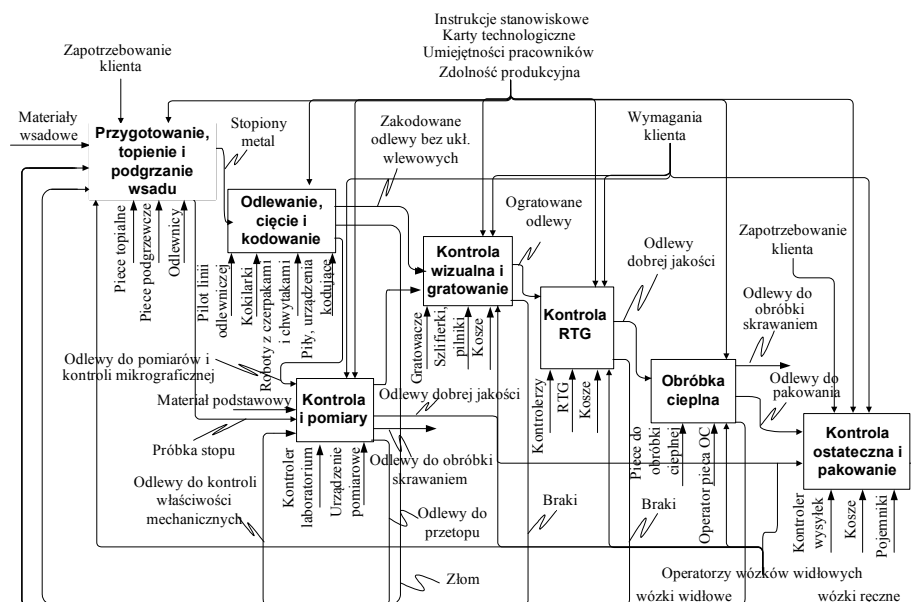 Instrukcje stanowiskowe
Karty technologiczne
Umiejętności pracowników
Zdolność produkcyjna
Zapotrzebowanie
klienta
Materiały
wsadowe
Przygotowanie,
topienie i
podgrzanie
wsadu
Stopiony
metal
Zakodowane
odlewy bez ukł.
wlewowych
Wymagania
klienta
Piece topialne
Piece podgrzewcze
Odlewnicy
Odlewanie,
cięcie i
kodowanie
Ogratowane
odlewy
Pilot linii
odlewniczej
Kokilarki
Roboty z czerpakami
i chwytakami
Piły, urządzenia
kodujące
Kontrola
wizualna i
gratowanie
Odlewy
dobrej jakości
Zapotrzebowanie
klienta
Gratowacze
Szlifierki,
pilniki
Kosze
Kontrola
RTG
Odlewy do
obróbki
skrawaniem
Odlewy do pomiarów i
kontroli mikrograficznej
Kontrolerzy
RTG
Kosze
Obróbka
cieplna
Odlewy do
pakowania
Materiał podstawowy
Próbka stopu
Kontrola
i pomiary
Odlewy dobrej jakości
Odlewy do obróbki
skrawaniem
Piece do
obróbki
cieplnej
Operator pieca OC
Kontrola
ostateczna i
pakowanie
Odlewy do kontroli
właściwości
mechanicznych
Kontroler
laboratorium
Urządzenie
pomiarowe
Odlewy do
przetopu
Braki
Braki
Kontroler
wysyłek
Kosze
Pojemniki
Złom
Operatorzy wózków widłowych
wózki widłowe
wózki ręczne